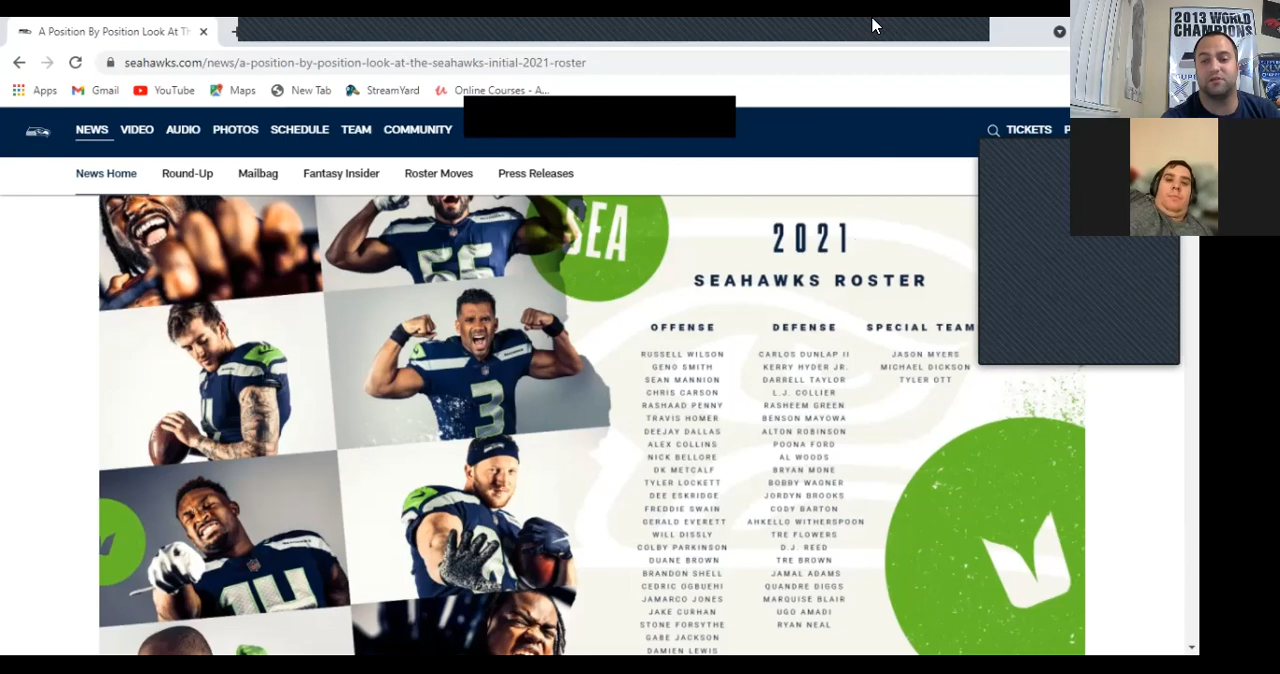 A Position By Position Look At Th
seahawks.com/news/a-position-by-position-look-at-the-seahawks-initial-2021-roster
Apps Gmail YouTube Maps New Tab StreamYard Online Courses - A...
NEWS VIDEO AUDIO PHOTOS SCHEDULE TEAM COMMUNITY TICKETS P
News Home Round-Up Mailbag Fantasy Insider Roster Moves Press Releases
2013 WORLD
CHAMPIONS
SEA
2021
SEAHAWKS ROSTER
OFFENSE DEFENSE SPECIAL TEAM
RUSSELL WILSON CARLOS DUNLAP II JASON MYERS
GENO SMITH KERRY HYDER JR. MICHAEL DICKSON
SEAN MANNION DARRELL TAYLOR TYLER OTT
CHRIS CARSON L.J. COLLIER
RASHAAD PENNY RASHEEM GREEN
TRAVIS HOMER BENSON MAYOWA
DEEJAY DALLAS ALTON ROBINSON
ALEX COLLINS POONA FORD
NICK BELLORE AL WOODS
DK METCALF BRYAN MONE
TYLER LOCKETT BOBBY WAGNER
DEE ESKRIDGE JORDYN BROOKS
FREDDIE SWAIN CODY BARTON
GERALD EVERETT AHKELLO WITHERSPOON
WILL DISSLY TRE FLOWERS
COLBY PARKINSON D.J. REED
DUANE BROWN TRE BROWN
BRANDON SHELL JAMAL ADAMS
CEDRIC OGBUEHI QUANDRE DIGGS
JAMARCO JONES MARQUISE BLAIR
JAKE CURHAN UGO AMADI
STONE FORSYTHE RYAN NEAL
GABE JACKSON
DAMIEN LEWIS
56
3
14